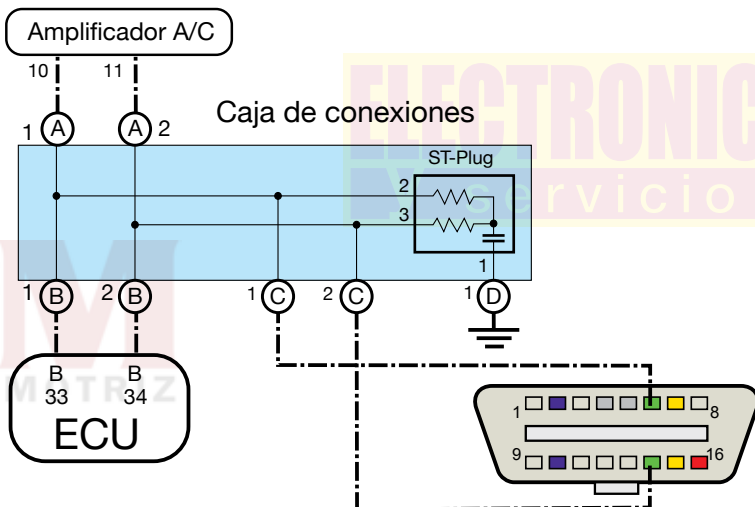 Amplificador A/C
10 11
1 A A 2
Caja de conexiones
ELECTRONIC
y servicio
ST-Plug
2
3
1
1 B 2 B 1 C 2 C 1 D
M
MATRIZ
B B
33 34
ECU
1 8
9 16